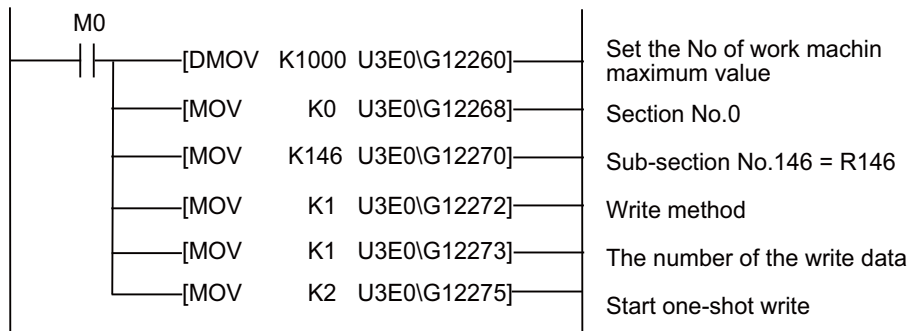 M0
[DMOV K1000 U3E0\G12260] Set the No of work machin
maximum value
[MOV K0 U3E0\G12268] Section No.0
[MOV K146 U3E0\G12270] Sub-section No.146 = R146
[MOV K1 U3E0\G12272] Write method
[MOV K1 U3E0\G12273] The number of the write data
[MOV K2 U3E0\G12275] Start one-shot write